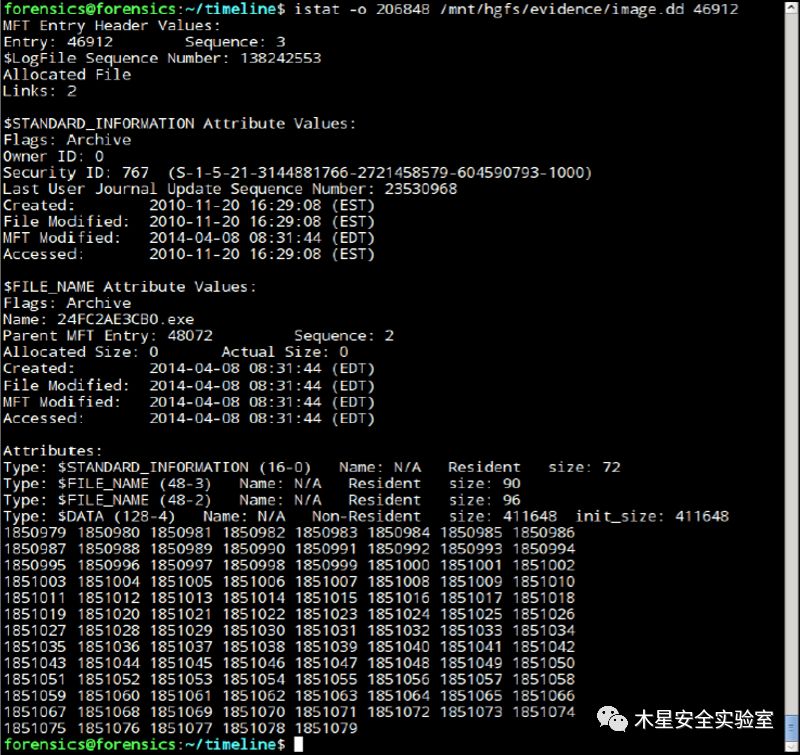 forensics@forensics:~/timeline$ istat -o 206848 /mnt/hgfs/evidence/image.dd 46912
MFT Entry Header Values:
Entry: 46912        Sequence: 3
$LogFile Sequence Number: 138242553
Allocated File
Links: 2

$STANDARD_INFORMATION Attribute Values:
Flags: Archive
Owner ID: 0
Security ID: 767  (S-1-5-21-3144881766-2721458579-604590793-1000)
Last User Journal Update Sequence Number: 23530968
Created:        2010-11-20 16:29:08 (EST)
File Modified:  2010-11-20 16:29:08 (EST)
MFT Modified:   2014-04-08 08:31:44 (EDT)
Accessed:       2010-11-20 16:29:08 (EST)

$FILE_NAME Attribute Values:
Flags: Archive
Name: 24FC2AE3CB0.exe
Parent MFT Entry: 48072         Sequence: 2
Allocated Size: 0       Actual Size: 0
Created:        2014-04-08 08:31:44 (EDT)
File Modified:  2014-04-08 08:31:44 (EDT)
MFT Modified:   2014-04-08 08:31:44 (EDT)
Accessed:       2014-04-08 08:31:44 (EDT)

Attributes:
Type: $STANDARD_INFORMATION (16-0)   Name: N/A   Resident   size: 72
Type: $FILE_NAME (48-3)   Name: N/A   Resident   size: 90
Type: $FILE_NAME (48-2)   Name: N/A   Resident   size: 96
Type: $DATA (128-4)   Name: N/A   Non-Resident   size: 411648  init_size: 411648
1850979 1850980 1850981 1850982 1850983 1850984 1850985 1850986
1850987 1850988 1850989 1850990 1850991 1850992 1850993 1850994
1850995 1850996 1850997 1850998 1850999 1851000 1851001 1851002
1851003 1851004 1851005 1851006 1851007 1851008 1851009 1851010
1851011 1851012 1851013 1851014 1851015 1851016 1851017 1851018
1851019 1851020 1851021 1851022 1851023 1851024 1851025 1851026
1851027 1851028 1851029 1851030 1851031 1851032 1851033 1851034
1851035 1851036 1851037 1851038 1851039 1851040 1851041 1851042
1851043 1851044 1851045 1851046 1851047 1851048 1851049 1851050
1851051 1851052 1851053 1851054 1851055 1851056 1851057 1851058
1851059 1851060 1851061 1851062 1851063 1851064 1851065 1851066
1851067 1851068 1851069 1851070 1851071 1851072 1851073 1851074
1851075 1851076 1851077 1851078 1851079
forensics@forensics:~/timeline$
木星安全实验室